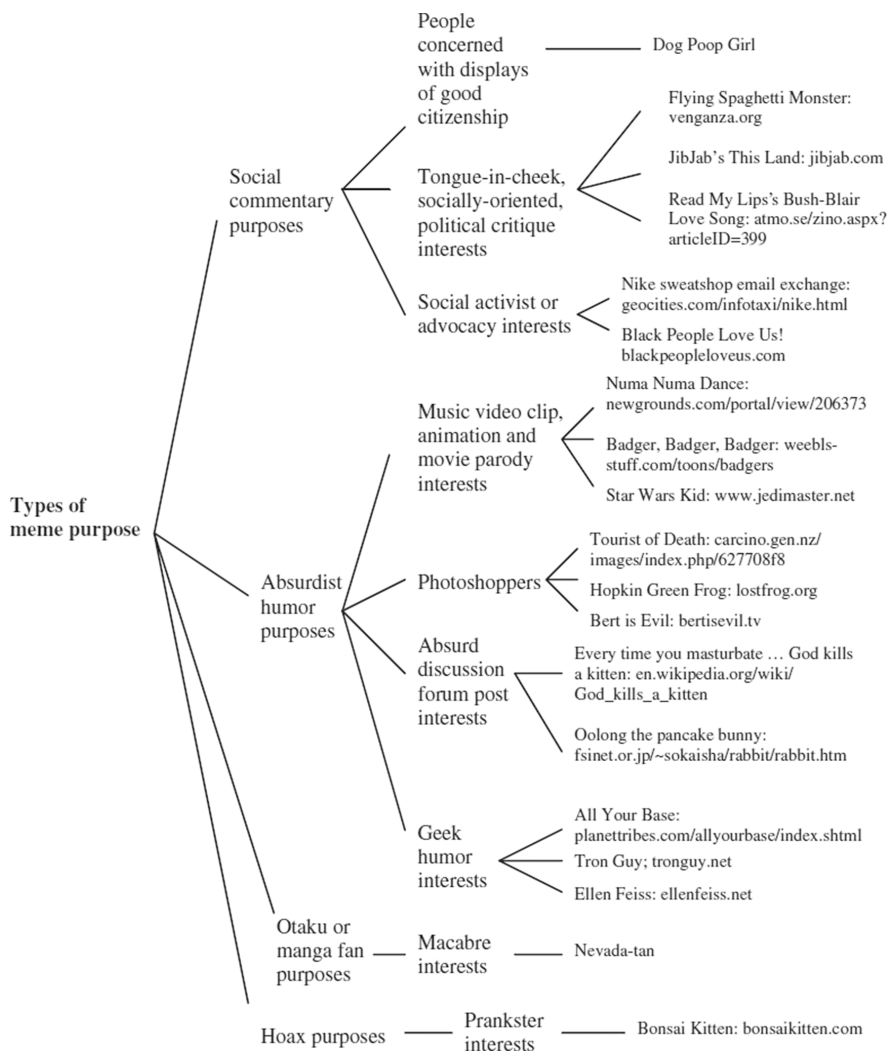 People
concerned
with displays
of good
citizenship
Dog Poop Girl
Flying Spaghetti Monster:
venganza.org
Social
commentary
purposes
Tongue-in-cheek,
socially-oriented,
political critique
interests
JibJab's This Land: jibjab.com
Read My Lips's Bush-Blair
Love Song: atmo.se/zino.aspx?
articleID=399
Social activist or
advocacy interests
Nike sweatshop email exchange:
geocities.com/infotaxi/nike.html
Black People Love Us!
blackpeopleloveus.com
Types of
meme purpose
Absurdist
humor
purposes
Music video clip,
animation and
movie parody
interests
Numa Numa Dance:
newgrounds.com/portal/view/206373
Badger, Badger, Badger: weebls-
stuff.com/toons/badgers
Star Wars Kid: www.jedimaster.net
Photoshoppers
Tourist of Death: carcino.gen.nz/
images/index.php/627708f8
Hopkin Green Frog: lostfrog.org
Bert is Evil: bertisevil.tv
Absurd
discussion
forum post
interests
Every time you masturbate … God kills
a kitten: en.wikipedia.org/wiki/
God_kills_a_kitten
Oolong the pancake bunny:
fsinet.or.jp/~sokaisha/rabbit/rabbit.htm
Geek
humor
interests
All Your Base:
planettribes.com/allyourbase/index.shtml
Tron Guy; tronguy.net
Ellen Feiss: ellenfeiss.net
Otaku or
manga fan
purposes
Macabre
interests
Nevada-tan
Hoax purposes
Prankster
interests
Bonsai Kitten: bonsaikitten.com